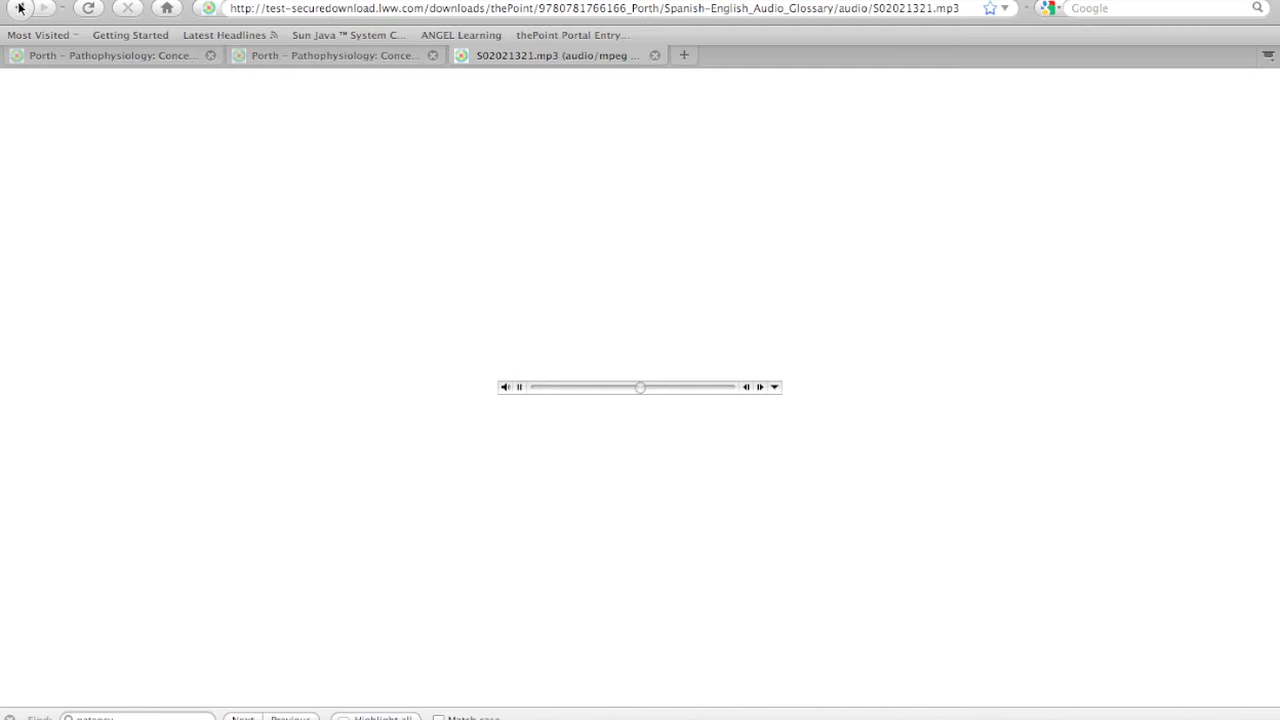 http://test-securedownload.lww.com/downloads/thePoint/9780781766166_Porth/Spanish-English_Audio_Glossary/audio/S02021321.mp3 Google
Most Visited Getting Started Latest Headlines Sun Java ™ System C... ANGEL Learning thePoint Portal Entry...
Porth – Pathophysiology: Conce... Porth – Pathophysiology: Conce... S02021321.mp3 (audio/mpeg ...
Find: patency Next Previous Highlight all Match case